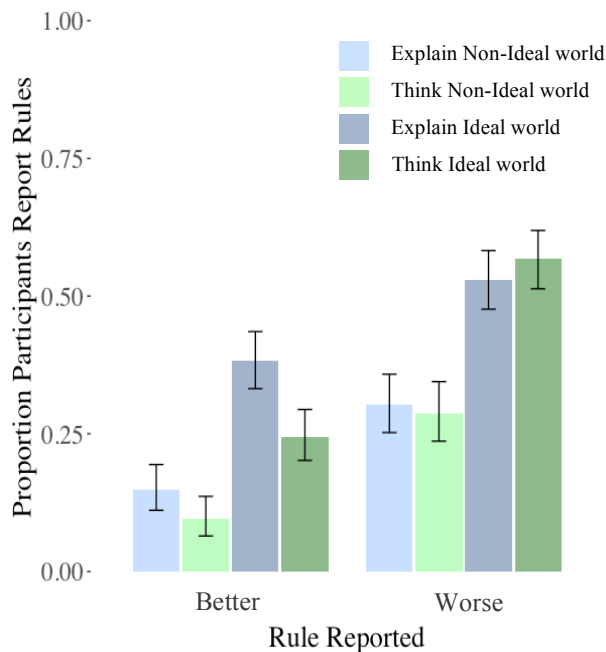 1.00
0.75
0.50
0.25
0.00
Proportion Participants Report Rules
Explain Non-Ideal world
Think Non-Ideal world
Explain Ideal world
Think Ideal world
Better
Worse
Rule Reported